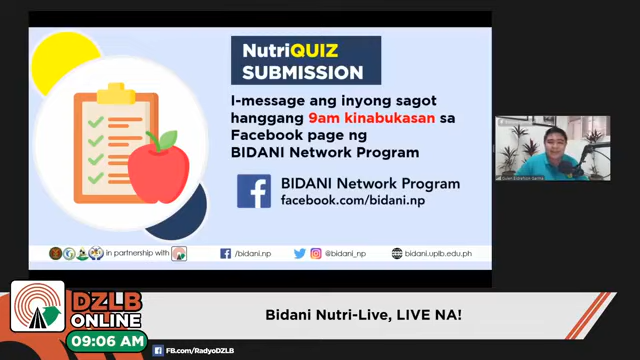 NutriQUIZ
SUBMISSION
I-message ang inyong sagot
hanggang 9am kinabukasan sa
Facebook page ng
BIDANI Network Program
BIDANI Network Program
facebook.com/bidani.np
in partnership with
/bidani.np
@bidani_np
bidani.uplb.edu.ph
DZLB
ONLINE
09:06 AM
Bidani Nutri-Live, LIVE NA!
FB.com/RadyoDZLB